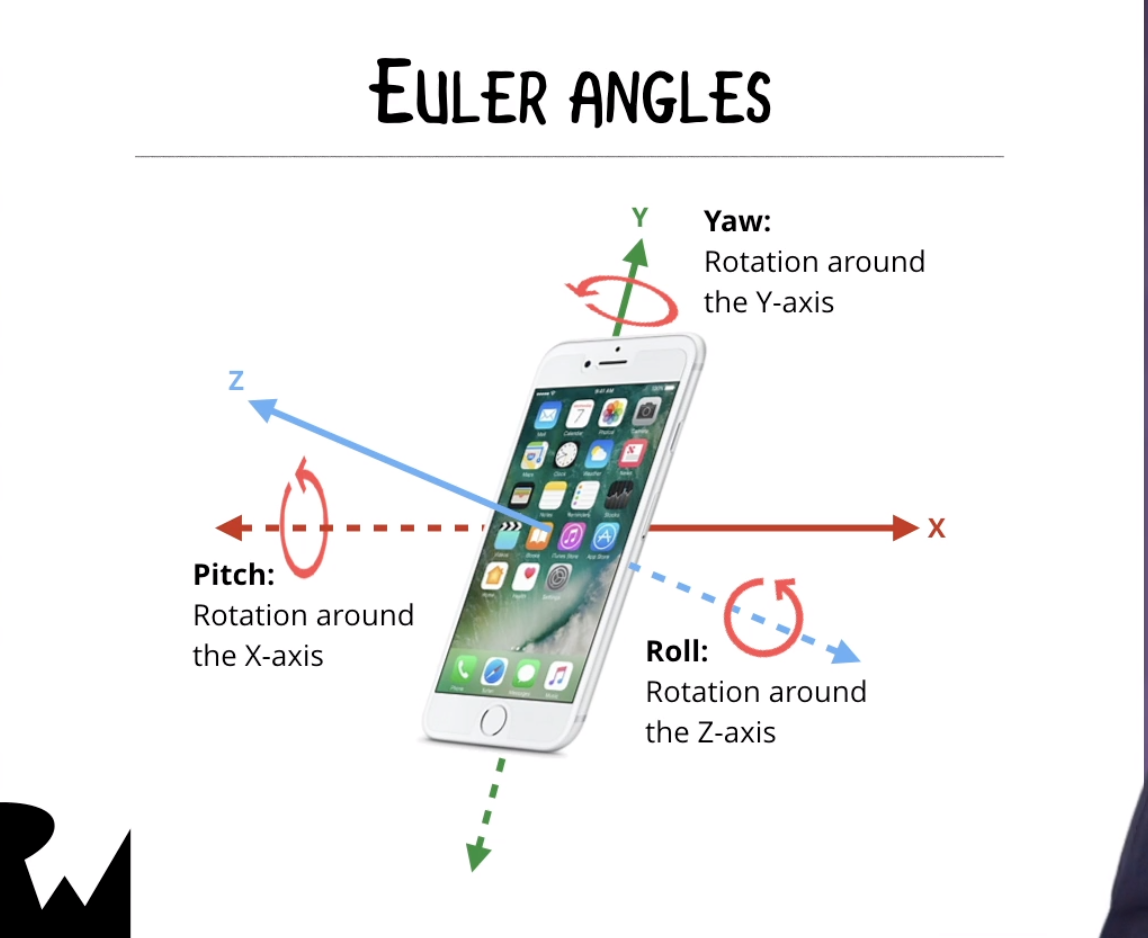 EULER ANGLES
Y
Yaw:
Rotation around
the Y-axis
Z
X
Pitch:
Rotation around
the X-axis
Roll:
Rotation around
the Z-axis